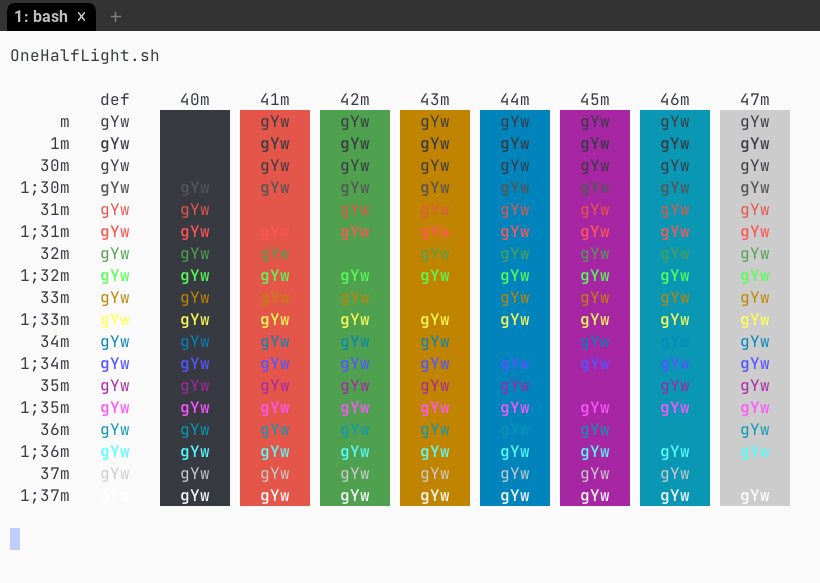 1: bash × +
OneHalfLight.sh
def 40m 41m 42m 43m 44m 45m 46m 47m
m gYw gYw gYw gYw gYw gYw gYw gYw
1m gYw gYw gYw gYw gYw gYw gYw gYw
30m gYw gYw gYw gYw gYw gYw gYw gYw
1;30m gYw gYw gYw gYw gYw gYw gYw gYw gYw
31m gYw gYw gYw gYw gYw gYw gYw gYw
1;31m gYw gYw gYw gYw gYw gYw gYw gYw gYw
32m gYw gYw gYw gYw gYw gYw gYw gYw
1;32m gYw gYw gYw gYw gYw gYw gYw gYw gYw
33m gYw gYw gYw gYw gYw gYw gYw gYw
1;33m gYw gYw gYw gYw gYw gYw gYw gYw gYw
34m gYw gYw gYw gYw gYw gYw gYw gYw
1;34m gYw gYw gYw gYw gYw gYw gYw gYw gYw
35m gYw gYw gYw gYw gYw gYw gYw gYw
1;35m gYw gYw gYw gYw gYw gYw gYw gYw gYw
36m gYw gYw gYw gYw gYw gYw gYw gYw
1;36m gYw gYw gYw gYw gYw gYw gYw gYw gYw
37m gYw gYw gYw gYw gYw gYw gYw gYw
1;37m gYw gYw gYw gYw gYw gYw gYw gYw gYw